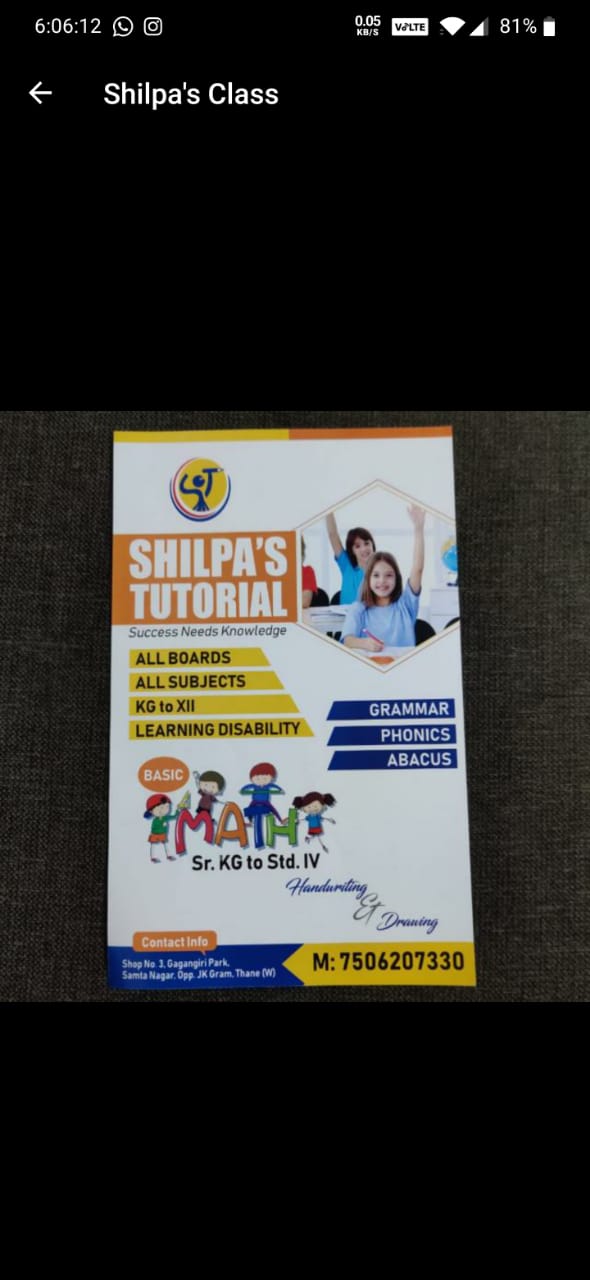 6:06:12
0.05
KB/S
VoLTE
81%
Shilpa's Class
SHILPA'S
TUTORIAL
Success Needs Knowledge
ALL BOARDS
ALL SUBJECTS
KG to XII
LEARNING DISABILITY
GRAMMAR
PHONICS
ABACUS
BASIC
MATH
Sr. KG to Std. IV
Handwriting
&
Drawing
Contact Info
Shop No. 3, Gagangiri Park,
Samta Nagar, Opp. JK Gram, Thane (W)
M: 7506207330